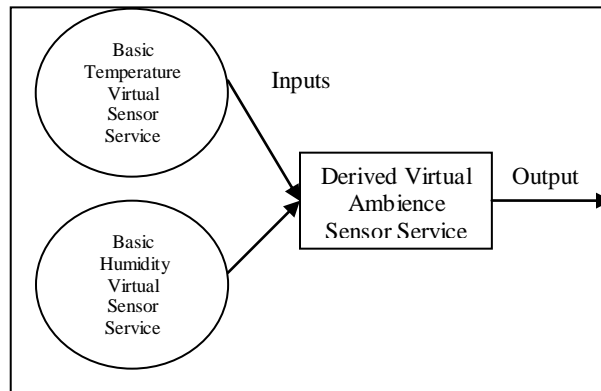 Basic
Temperature
Virtual
Sensor
Service
Inputs
Derived Virtual
Ambience
Sensor Service
Output
Basic
Humidity
Virtual
Sensor
Service